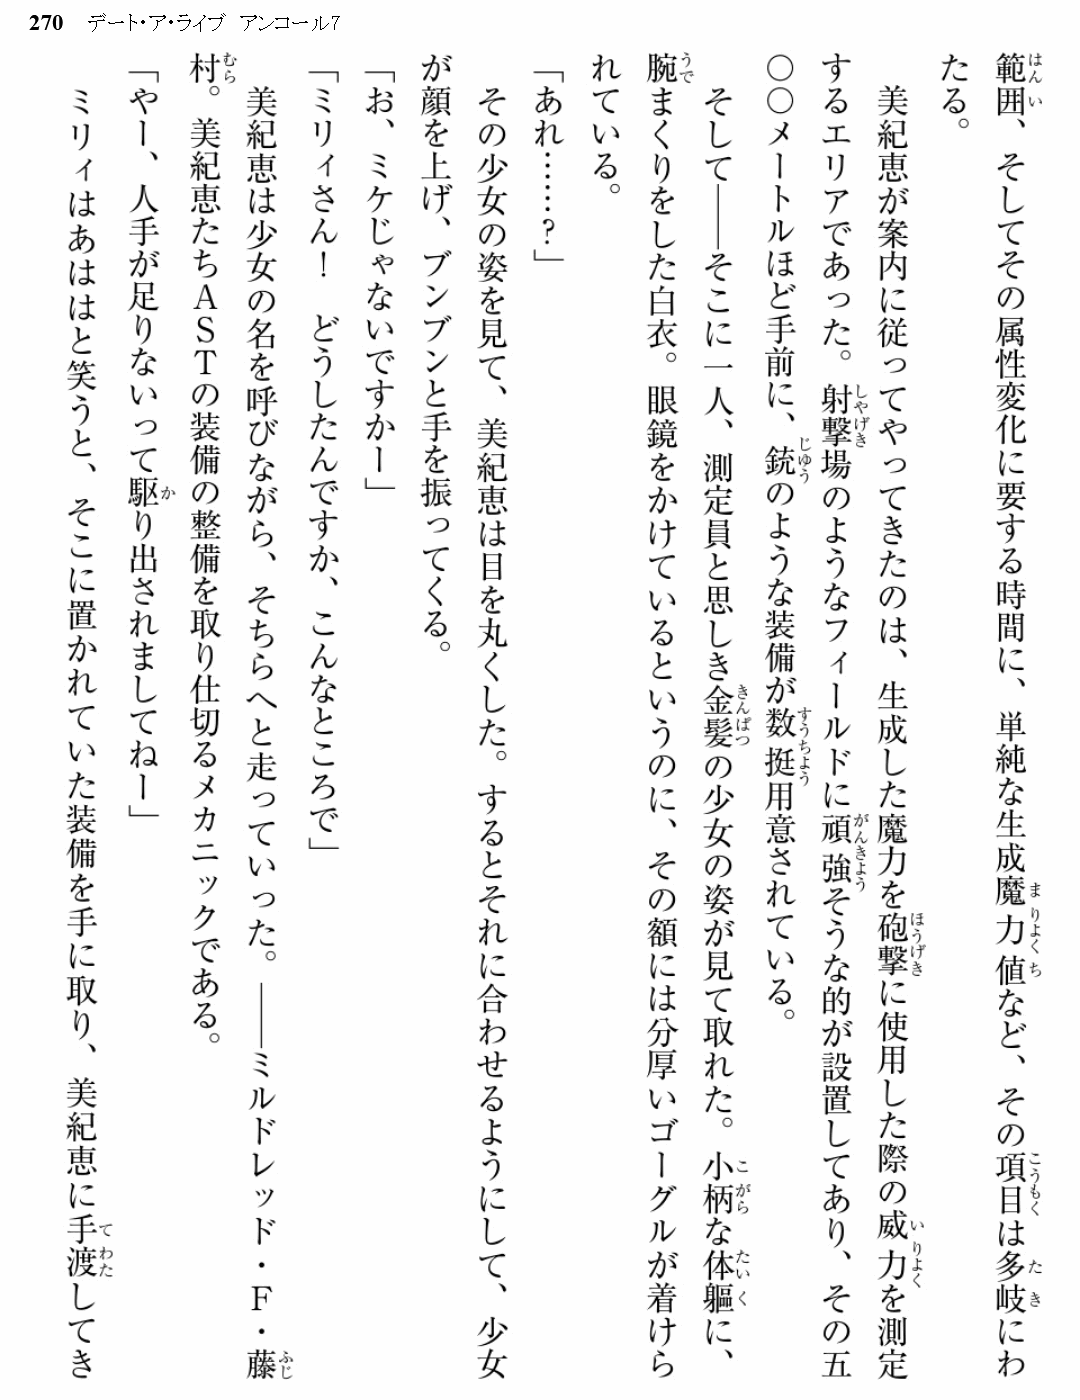 270 デート・ア・ライブ アンコール7
範囲、そしてその属性変化に要する時間に、単純な生成魔力値など、その項目は多岐にわ
たる。
美紀恵が案内に従ってやってきたのは、生成した魔力を砲撃に使用した際の威力を測定
するエリアであった。射撃場のようなフィールドに頑強そうな的が設置してあり、その五
〇〇メートルほど手前に、銃のような装備が数挺用意されている。
そして――そこに一人、測定員と思しき金髪の少女の姿が見て取れた。小柄な体軀に、
腕まくりをした白衣。眼鏡をかけているというのに、その額には分厚いゴーグルが着けら
れている。
「あれ……?」
その少女の姿を見て、美紀恵は目を丸くした。するとそれに合わせるようにして、少女
が顔を上げ、ブンブンと手を振ってくる。
「お、ミケじゃないですかー」
「ミリィさん! どうしたんですか、こんなところで」
美紀恵は少女の名を呼びながら、そちらへと走っていった。――ミルドレッド・F・藤
村。美紀恵たちASTの装備の整備を取り仕切るメカニックである。
「やー、人手が足りないって駆り出されましてねー」
ミリィはあははと笑うと、そこに置かれていた装備を手に取り、美紀恵に手渡してき